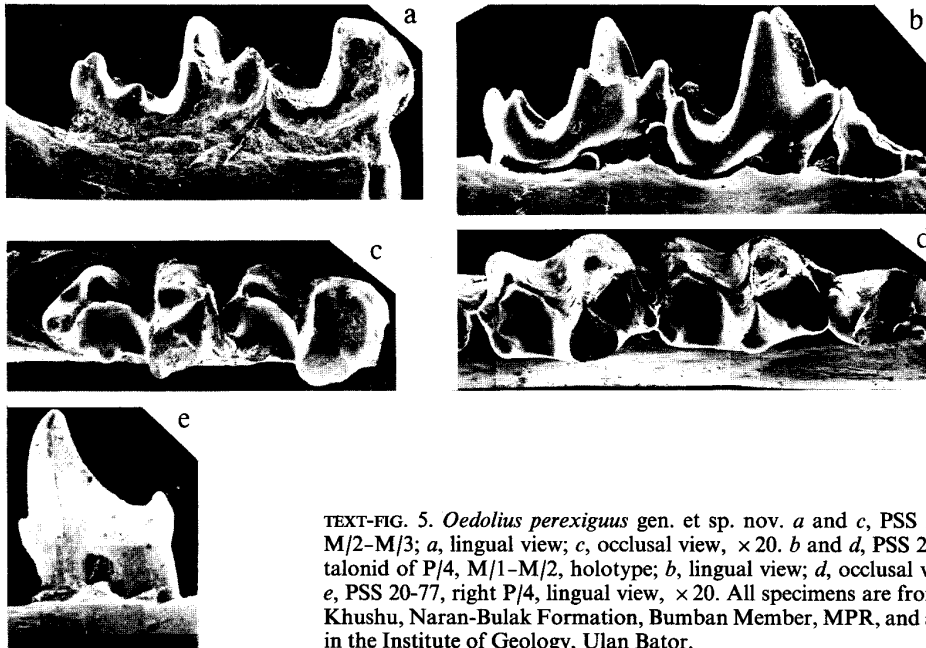 a
b
c
d
e
TEXT-FIG. 5. Oedolius perexiguus gen. et sp. nov. a and c, PSS
M/2–M/3; a, lingual view; c, occlusal view, ×20. b and d, PSS 2
talonid of P/4, M/1–M/2, holotype; b, lingual view; d, occlusal v
e, PSS 20-77, right P/4, lingual view, ×20. All specimens are fro
Khushu, Naran-Bulak Formation, Bumban Member, MPR, and
in the Institute of Geology, Ulan Bator.